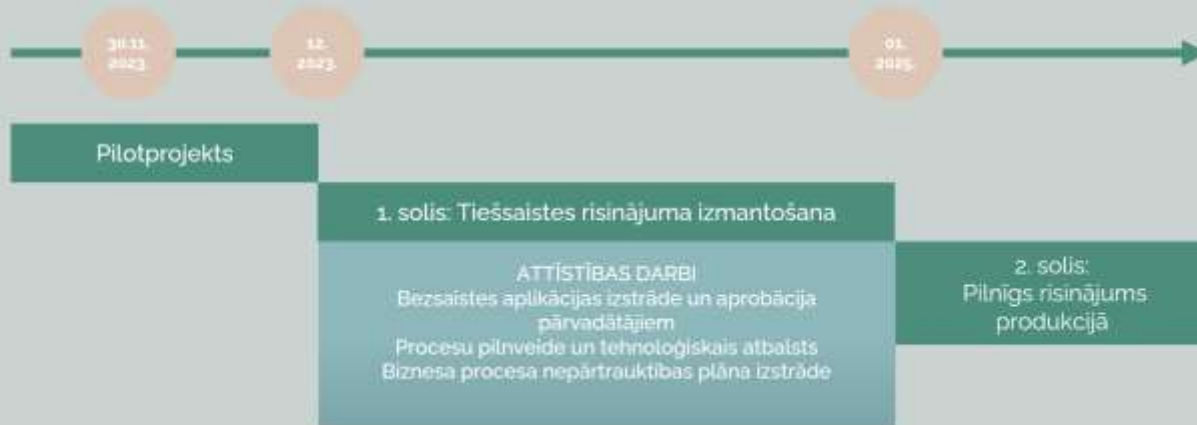 30.11.
2023.
12.
2023.
01.
2025.
Pilotprojekts
1. solis: Tiešsaistes risinājuma izmantošana
ATTĪSTĪBAS DARBI
Bezsaistes aplikācijas izstrāde un aprobācija
pārvadātājiem
Procesu pilnveide un tehnoloģiskais atbalsts
Biznesa procesa nepārtrauktības plāna izstrāde
2. solis:
Pilnīgs risinājums
produkcijā